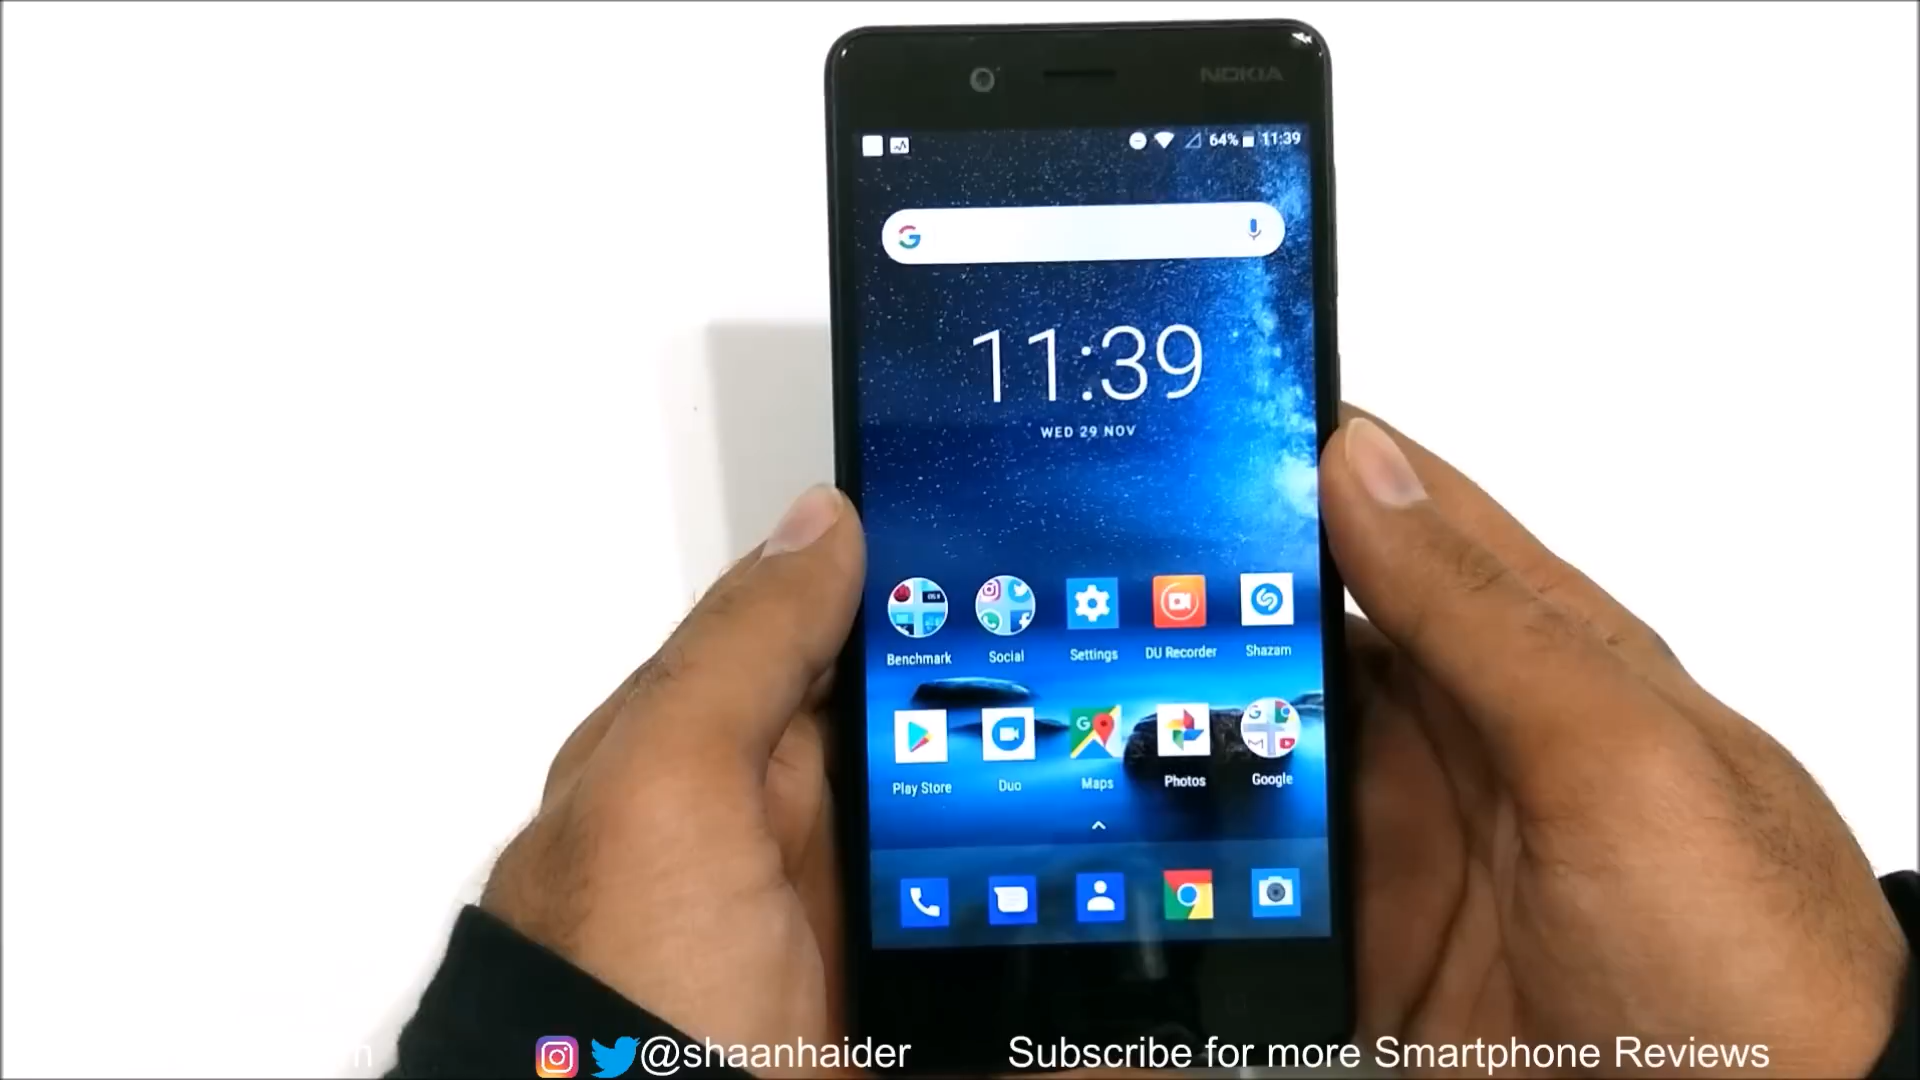 NOKIA
64% 11:39
G
11:39
WED 29 NOV
Benchmark Social Settings DU Recorder Shazam
Play Store Duo Maps Photos Google
m @shaanhaider Subscribe for more Smartphone Reviews